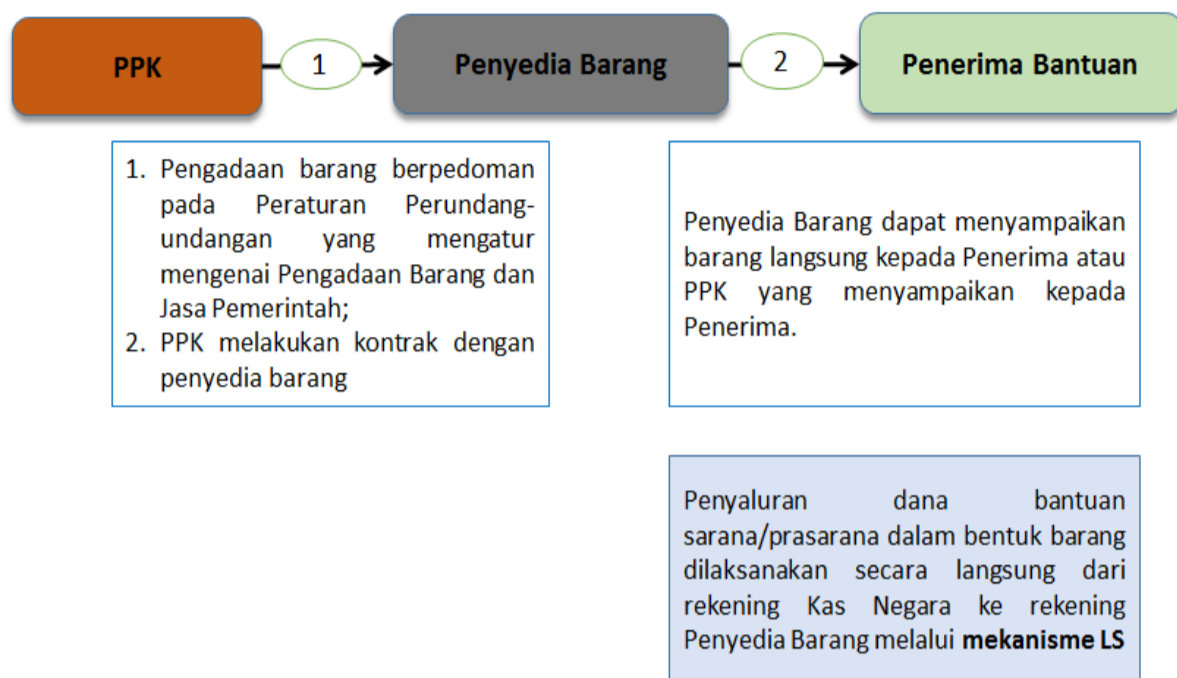 PPK
1
Penyedia Barang
2
Penerima Bantuan
1. Pengadaan barang berpedoman
pada Peraturan Perundang-
undangan yang mengatur
mengenai Pengadaan Barang dan
Jasa Pemerintah;
2. PPK melakukan kontrak dengan
penyedia barang
Penyedia Barang dapat menyampaikan
barang langsung kepada Penerima atau
PPK yang menyampaikan kepada
Penerima.
Penyaluran dana bantuan
sarana/prasarana dalam bentuk barang
dilaksanakan secara langsung dari
rekening Kas Negara ke rekening
Penyedia Barang melalui mekanisme LS